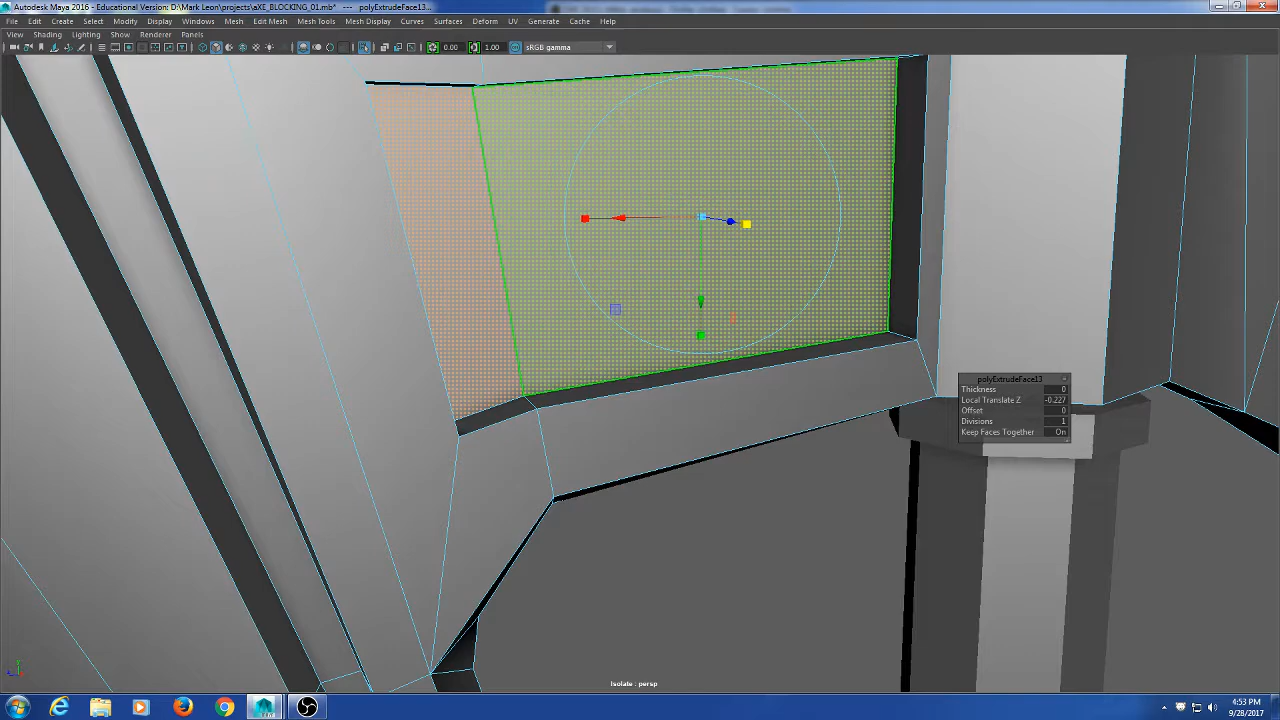 Autodesk Maya 2016 - Educational Version: D:\Mark Leon\projects\aXE_BLOCKING_01.mb* --- polyExtrudeFace13...
File Edit Create Select Modify Display Windows Mesh Edit Mesh Mesh Tools Mesh Display Curves Surfaces Deform UV Generate Cache Help
View Shading Lighting Show Renderer Panels
0.00 1.00 sRGB gamma
polyExtrudeFace13
Thickness 0
Local Translate Z -0.227
Offset 0
Divisions 1
Keep Faces Together On
Isolate : persp
4:53 PM
9/28/2017